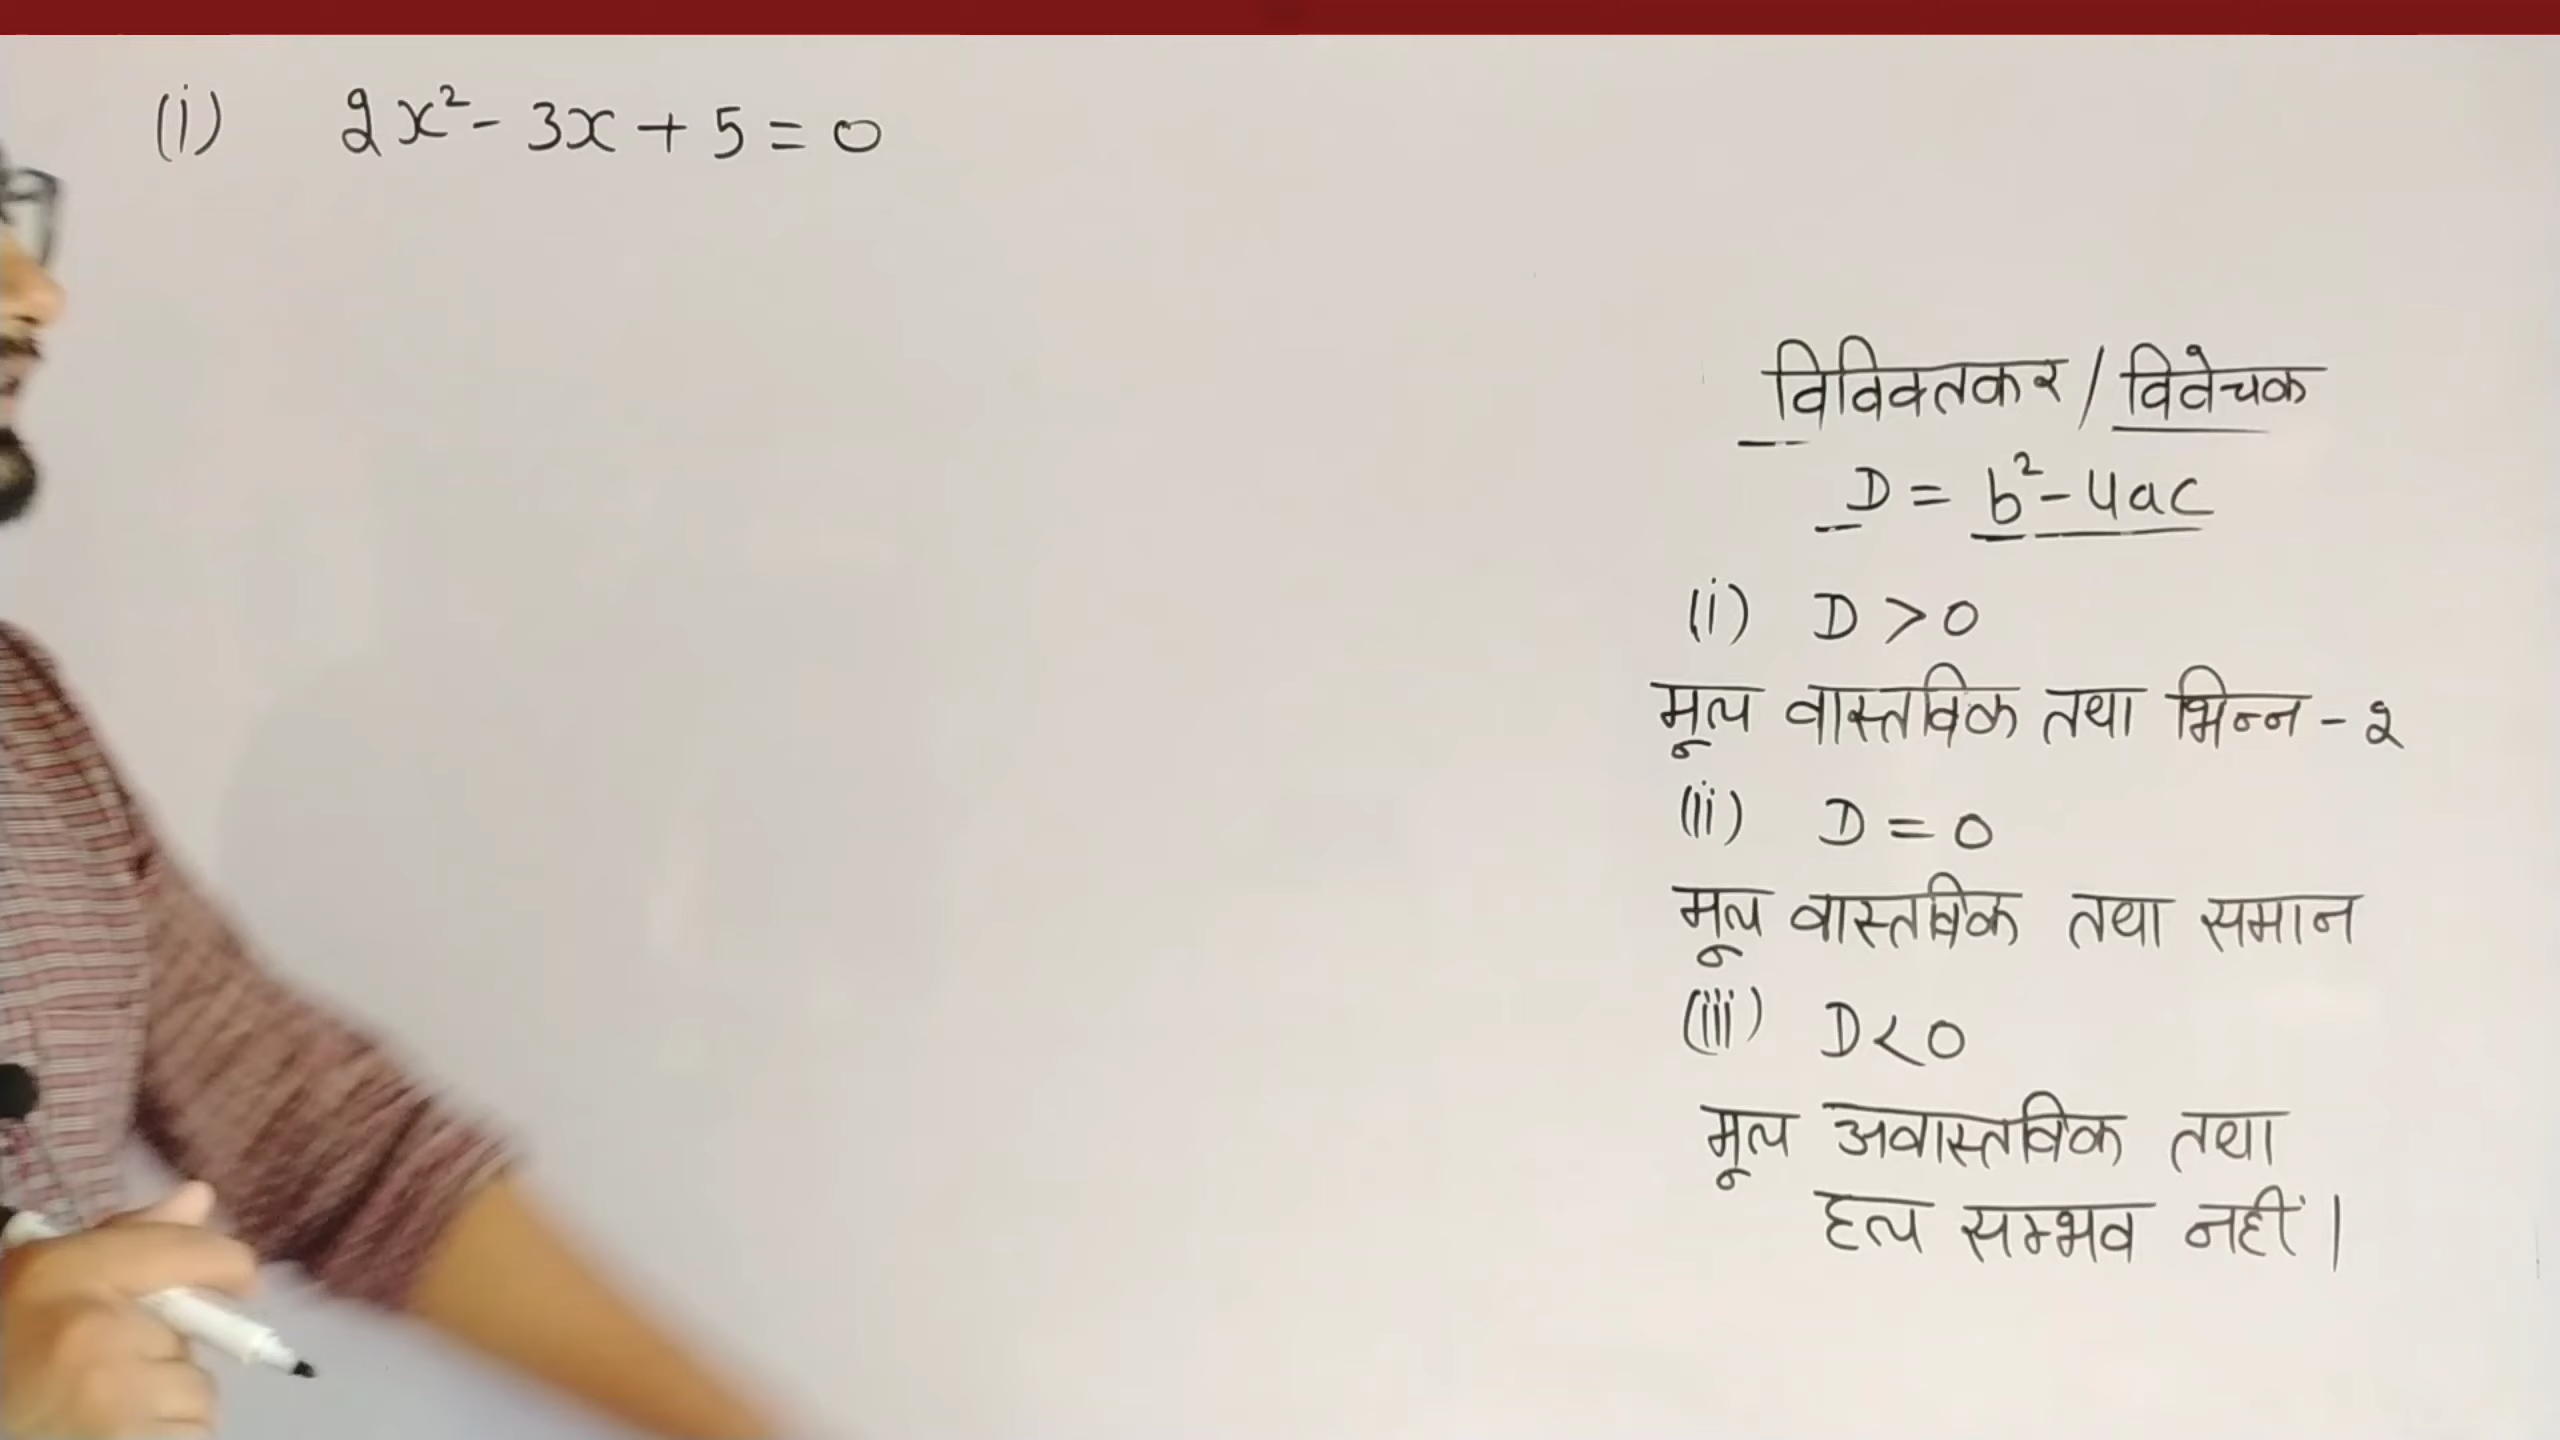 (i) 2x² - 3x + 5 = 0
विविक्तकर / विवेचक
D = b² - 4ac
(i) D > 0
मूल वास्तविक तथा भिन्न - २
(ii) D = 0
मूल वास्तविक तथा समान
(iii) D < 0
मूल अवास्तविक तथा
हल सम्भव नहीं।